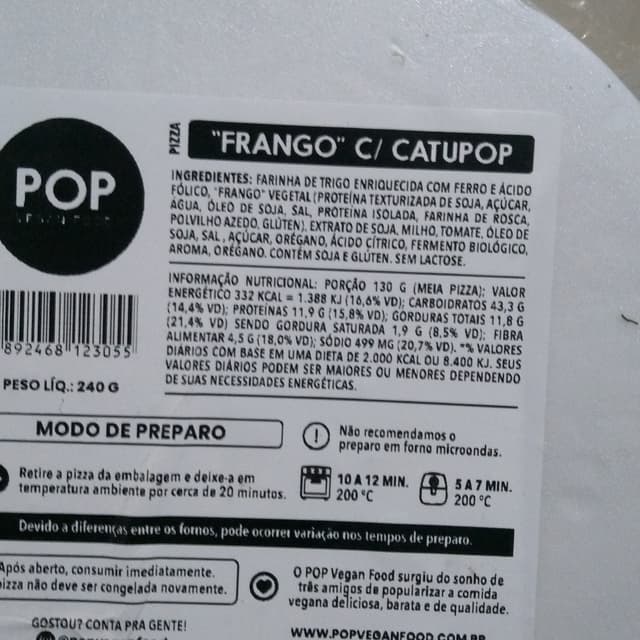 PIZZA
"FRANGO" C/ CATUPOP
POP
INGREDIENTES: FARINHA DE TRIGO ENRIQUECIDA COM FERRO E ÁCIDO
FÓLICO, "FRANGO" VEGETAL (PROTEÍNA TEXTURIZADA DE SOJA, AÇÚCAR,
ÁGUA, ÓLEO DE SOJA, SAL, PROTEÍNA ISOLADA, FARINHA DE ROSCA,
POLVILHO AZEDO, GLÚTEN), EXTRATO DE SOJA, MILHO, TOMATE, ÓLEO DE
SOJA, SAL, AÇÚCAR, ORÉGANO, ÁCIDO CÍTRICO, FERMENTO BIOLÓGICO,
AROMA, ORÉGANO. CONTÉM SOJA E GLÚTEN. SEM LACTOSE.
INFORMAÇÃO NUTRICIONAL: PORÇÃO 130 G (MEIA PIZZA); VALOR
ENERGÉTICO 332 KCAL = 1.388 KJ (16,6% VD); CARBOIDRATOS 43,3 G
(14,4% VD); PROTEÍNAS 11,9 G (15,8% VD); GORDURAS TOTAIS 11,8 G
(21,4% VD) SENDO GORDURA SATURADA 1,9 G (8,5% VD); FIBRA
ALIMENTAR 4,5 G (18,0% VD); SÓDIO 499 MG (20,7% VD). *% VALORES
DIÁRIOS COM BASE EM UMA DIETA DE 2.000 KCAL OU 8.400 KJ. SEUS
VALORES DIÁRIOS PODEM SER MAIORES OU MENORES DEPENDENDO
DE SUAS NECESSIDADES ENERGÉTICAS.
892468 123055
PESO LÍQ.: 240 G
MODO DE PREPARO
Não recomendamos o
preparo em forno microondas.
Retire a pizza da embalagem e deixe-a em
temperatura ambiente por cerca de 20 minutos.
10 A 12 MIN.
200 °C
5 A 7 MIN.
200 °C
Devido a diferenças entre os fornos, pode ocorrer variação nos tempos de preparo.
Após aberto, consumir imediatamente.
pizza não deve ser congelada novamente.
O POP Vegan Food surgiu do sonho de
três amigos de popularizar a comida
vegana deliciosa, barata e de qualidade.
GOSTOU? CONTA PRA GENTE!
WWW.POPVEGANFOOD.COM.BR